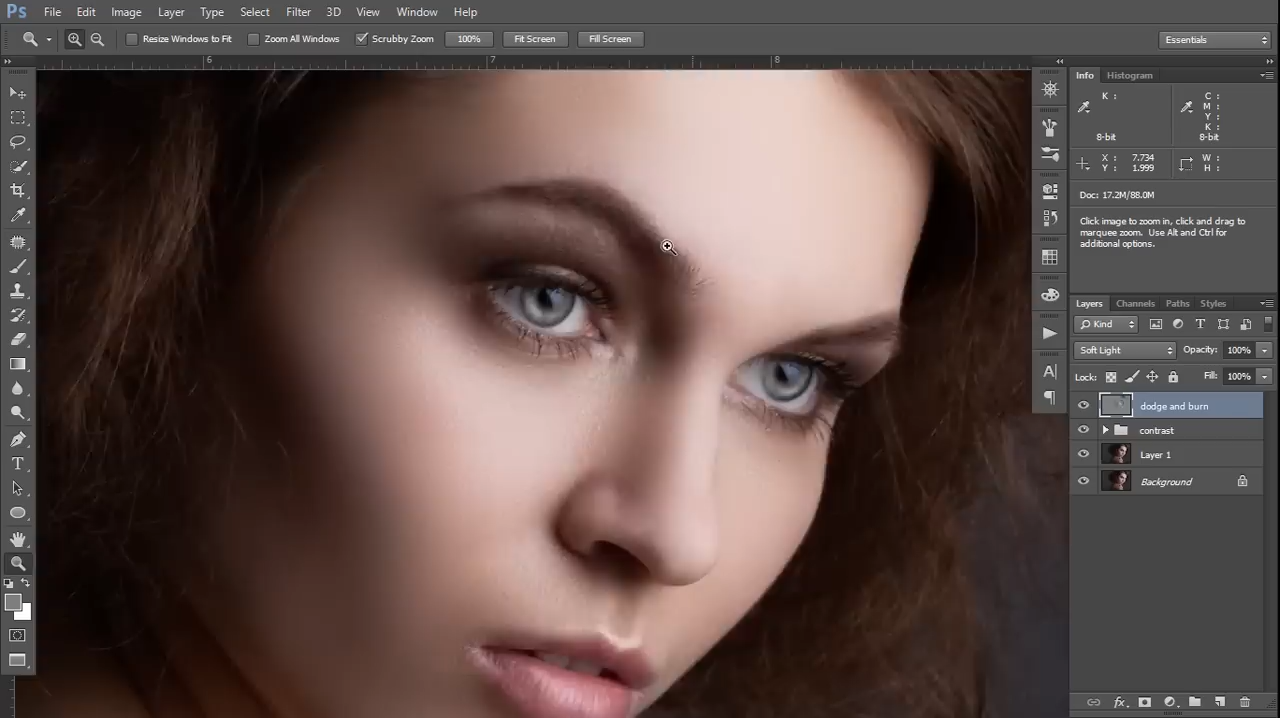 Ps File Edit Image Layer Type Select Filter 3D View Window Help
Resize Windows to Fit Zoom All Windows Scrubby Zoom 100% Fit Screen Fill Screen Essentials
6 7 8
Info Histogram
K : C :
M :
Y :
K :
8-bit 8-bit
X : 7.734 W :
Y : 1.999 H :
Doc: 17.2M/88.0M
Click image to zoom in, click and drag to
marquee zoom. Use Alt and Ctrl for
additional options.
Layers Channels Paths Styles
Kind
Soft Light Opacity: 100%
Lock: Fill: 100%
dodge and burn
contrast
Layer 1
Background